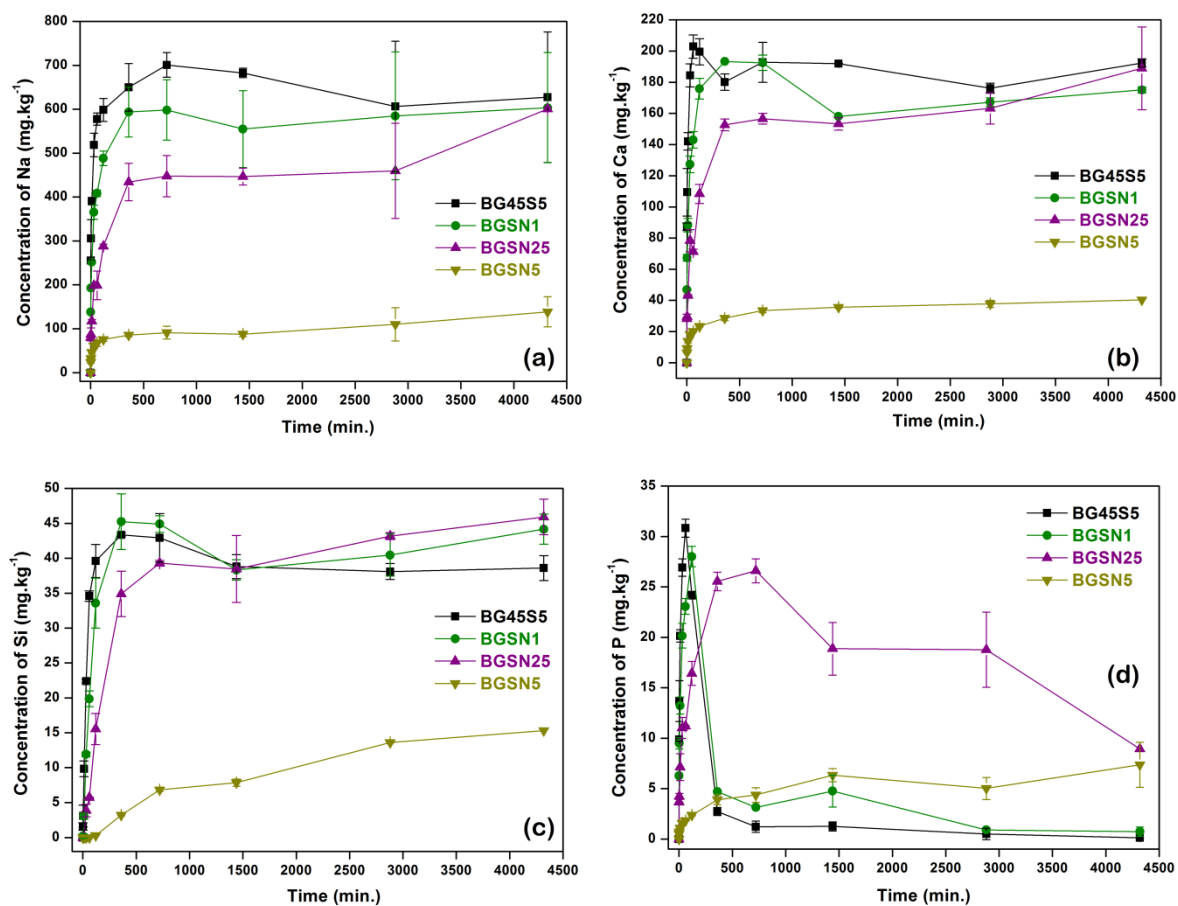 Concentration of Na (mg.kg⁻¹)
800
700
600
500
400
300
200
100
0
BG45S5
BGSN1
BGSN25
BGSN5
(a)
0 500 1000 1500 2000 2500 3000 3500 4000 4500
Time (min.)
Concentration of Ca (mg.kg⁻¹)
220
200
180
160
140
120
100
80
60
40
20
0
BG45S5
BGSN1
BGSN25
BGSN5
(b)
0 500 1000 1500 2000 2500 3000 3500 4000 4500
Time (min.)
Concentration of Si (mg.kg⁻¹)
50
45
40
35
30
25
20
15
10
5
0
BG45S5
BGSN1
BGSN25
BGSN5
(c)
0 500 1000 1500 2000 2500 3000 3500 4000 4500
Time (min.)
Concentration of P (mg.kg⁻¹)
35
30
25
20
15
10
5
0
BG45S5
BGSN1
BGSN25
BGSN5
(d)
0 500 1000 1500 2000 2500 3000 3500 4000 4500
Time (min.)